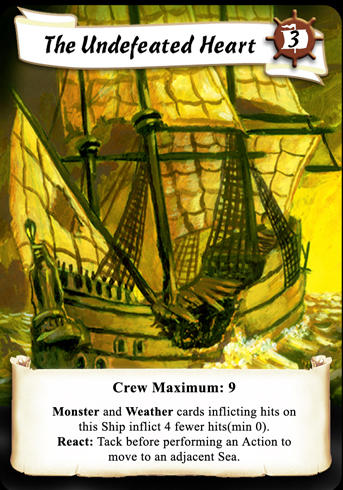 The Undefeated Heart
3
Crew Maximum: 9
Monster and Weather cards inflicting hits on
this Ship inflict 4 fewer hits(min 0).
React: Tack before performing an Action to
move to an adjacent Sea.